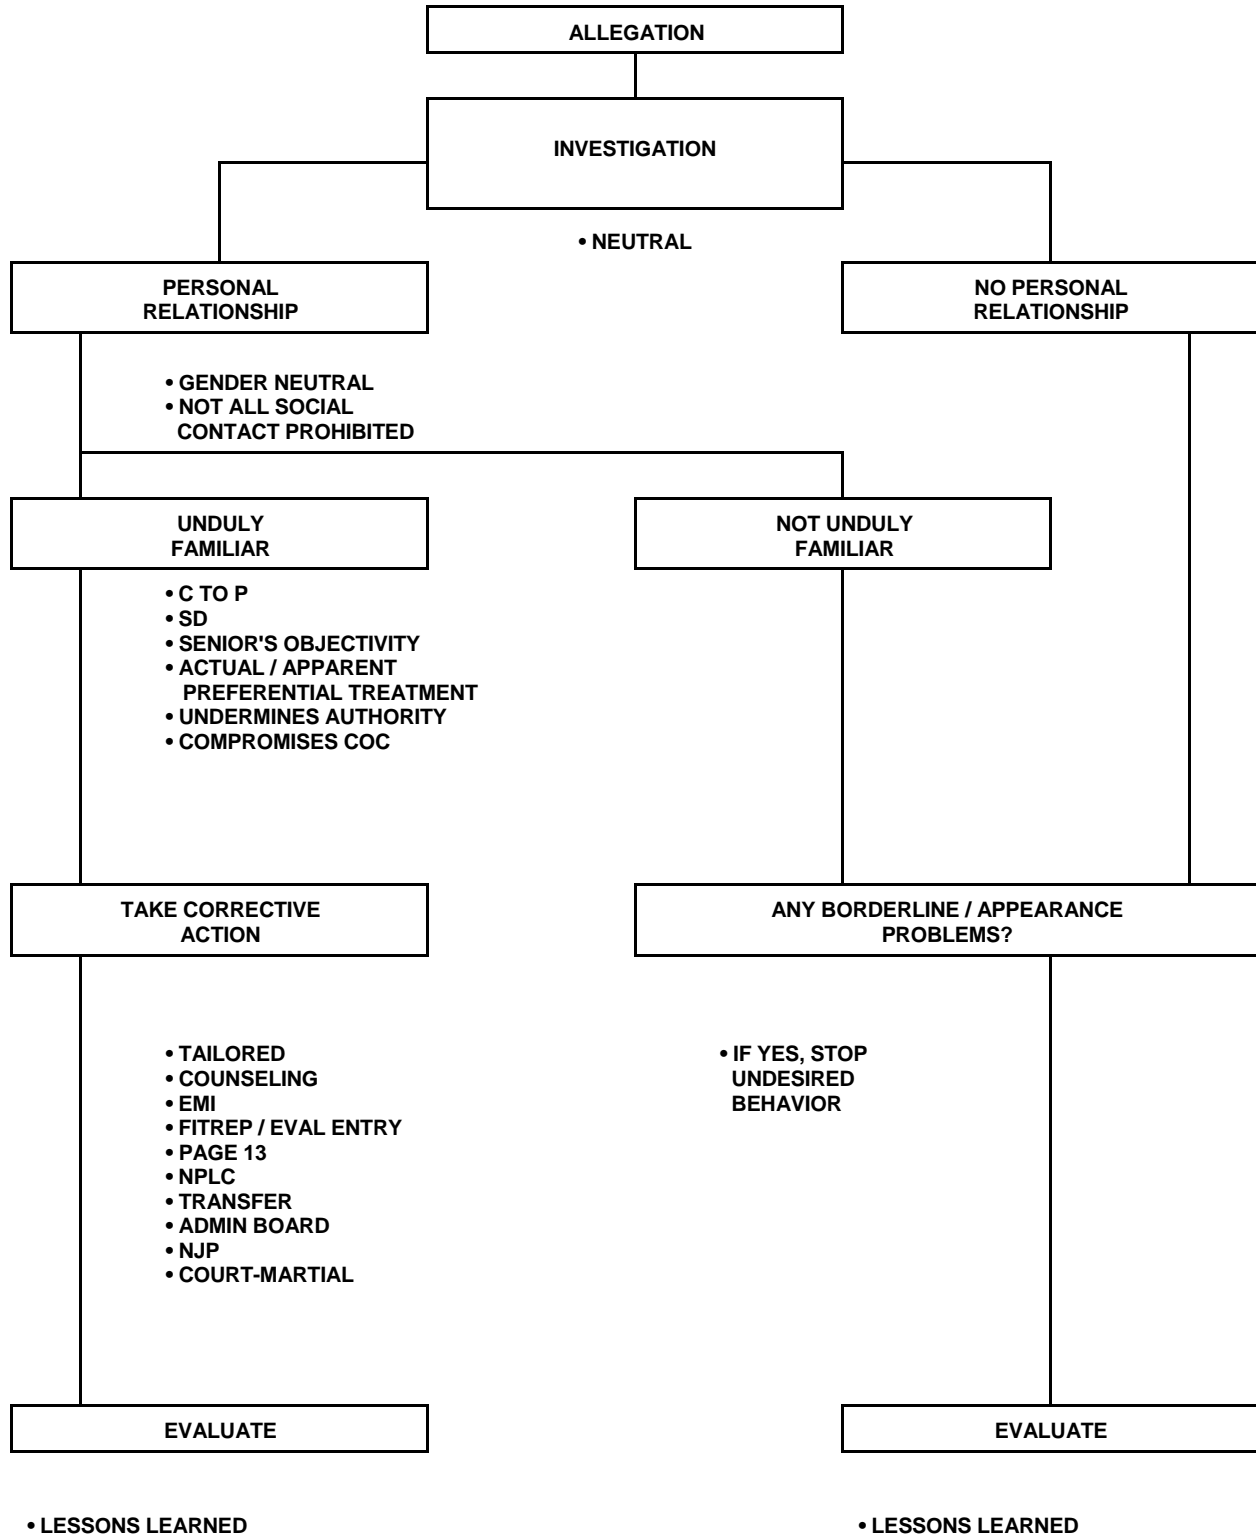 ALLEGATION
INVESTIGATION
• NEUTRAL
PERSONAL
RELATIONSHIP
NO PERSONAL
RELATIONSHIP
• GENDER NEUTRAL
• NOT ALL SOCIAL
CONTACT PROHIBITED
UNDULY
FAMILIAR
NOT UNDULY
FAMILIAR
• C TO P
• SD
• SENIOR'S OBJECTIVITY
• ACTUAL / APPARENT
PREFERENTIAL TREATMENT
• UNDERMINES AUTHORITY
• COMPROMISES COC
TAKE CORRECTIVE
ACTION
ANY BORDERLINE / APPEARANCE
PROBLEMS?
• TAILORED
• COUNSELING
• EMI
• FITREP / EVAL ENTRY
• PAGE 13
• NPLC
• TRANSFER
• ADMIN BOARD
• NJP
• COURT-MARTIAL
• IF YES, STOP
UNDESIRED
BEHAVIOR
EVALUATE
EVALUATE
• LESSONS LEARNED
• LESSONS LEARNED